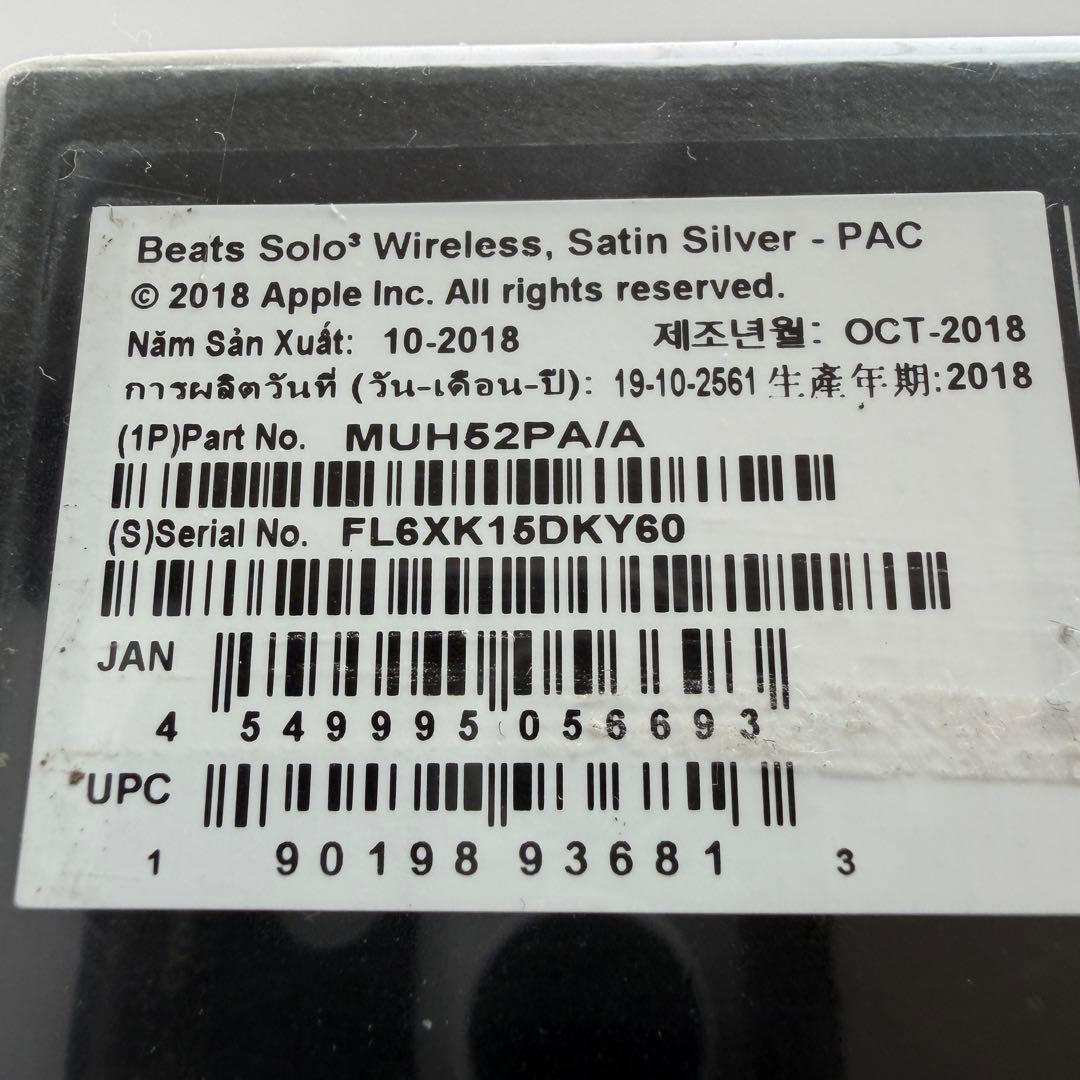 Beats Solo³ Wireless, Satin Silver - PAC
© 2018 Apple Inc. All rights reserved.
Năm Sản Xuất: 10-2018 제조년월: OCT-2018
การผลิตวันที่ (วัน-เดือน-ปี): 19-10-2561 生產年期:2018
(1P)Part No. MUH52PA/A
(S)Serial No. FL6XK15DKY60
JAN
4 549995 056693
UPC
1 90198 93681 3